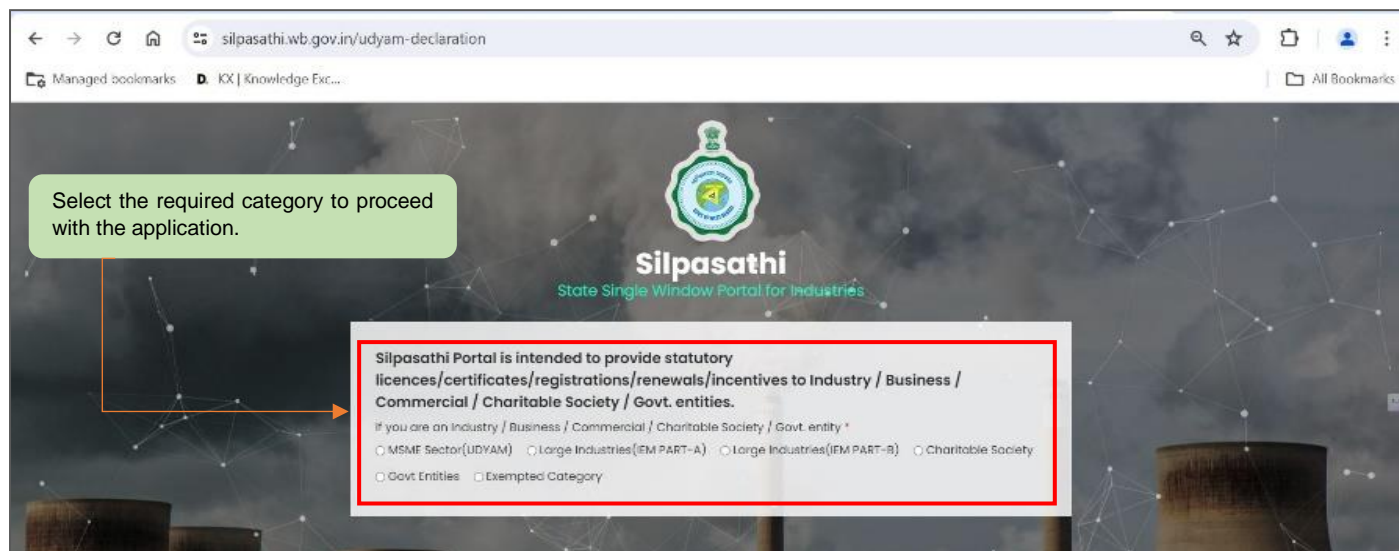 silpasathi.wb.gov.in/udyam-declaration
Managed bookmarks D. KX | Knowledge Exc... All Bookmarks
Select the required category to proceed
with the application.
Silpasathi
State Single Window Portal for Industries
Silpasathi Portal is intended to provide statutory
licences/certificates/registrations/renewals/incentives to Industry / Business /
Commercial / Charitable Society / Govt. entities.
If you are an Industry / Business / Commercial / Charitable Society / Govt. entity *
MSME Sector(UDYAM) Large Industries(IEM PART-A) Large Industries(IEM PART-B) Charitable Society
Govt Entities Exempted Category